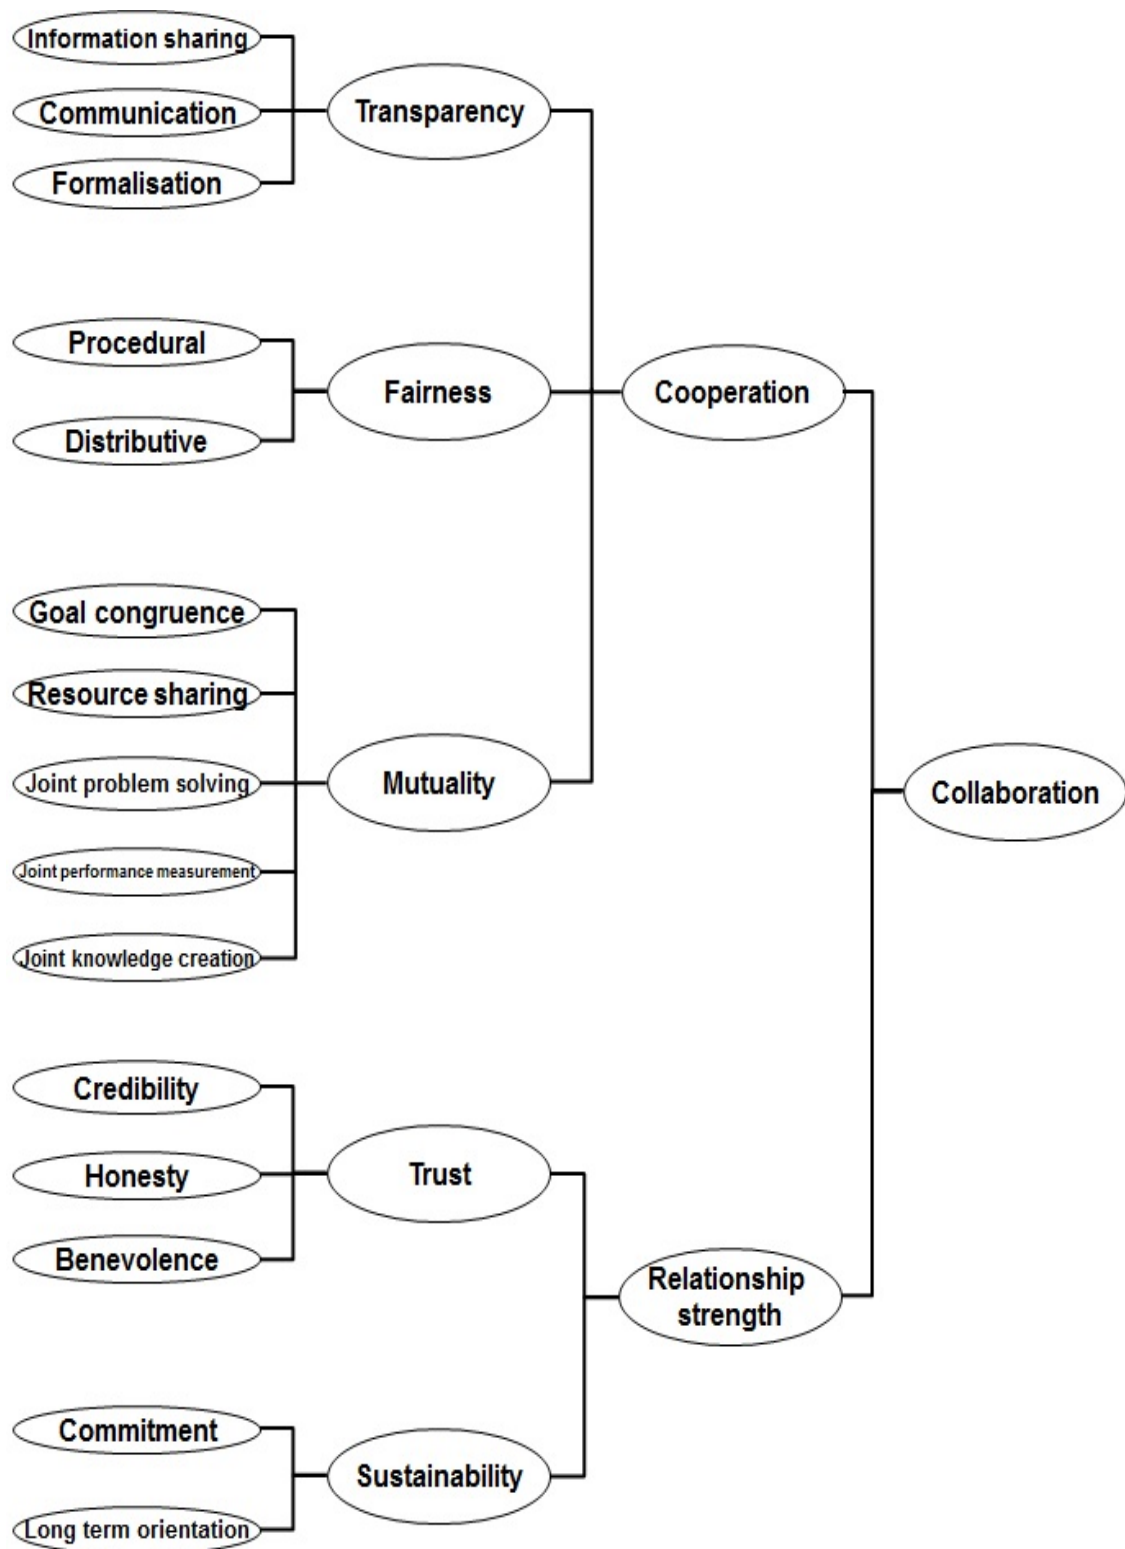 Information sharing
Communication
Formalisation
Transparency
Procedural
Distributive
Fairness
Cooperation
Goal congruence
Resource sharing
Joint problem solving
Joint performance measurement
Joint knowledge creation
Mutuality
Collaboration
Credibility
Honesty
Benevolence
Trust
Relationship
strength
Commitment
Long term orientation
Sustainability